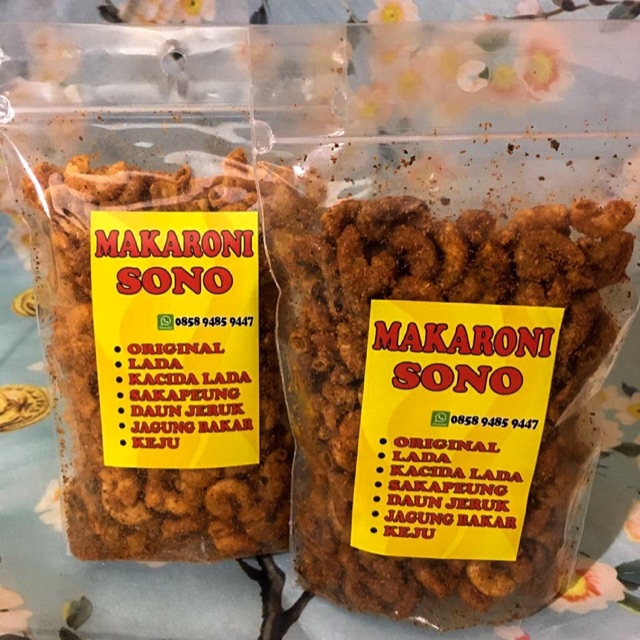 MAKARONI
SONO
0858 9485 9447
• ORIGINAL
• LADA
• KACIDA LADA
• SAKAPEUNG
• DAUN JERUK
• JAGUNG BAKAR
• KEJU
MAKARONI
SONO
0858 9485 9447
• ORIGINAL
• LADA
• KACIDA LADA
• SAKAPEUNG
• DAUN JERUK
• JAGUNG BAKAR
• KEJU